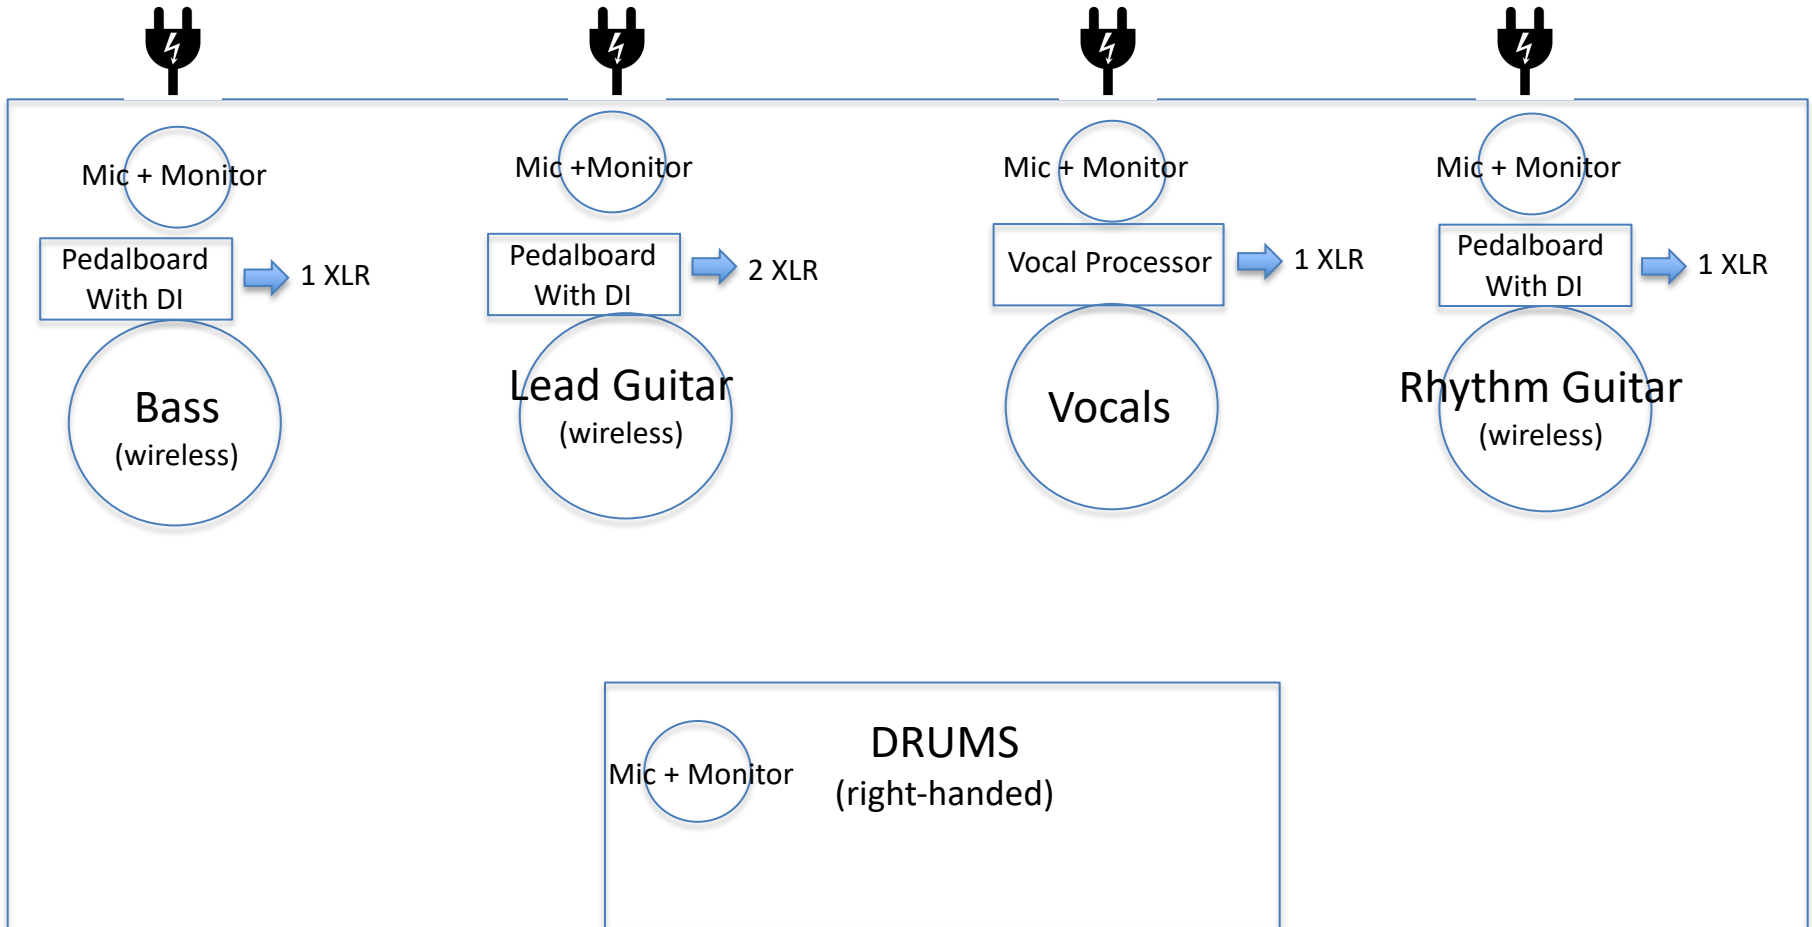 Mic + Monitor
Mic +Monitor
Mic + Monitor
Mic + Monitor
Pedalboard
With DI
1 XLR
Pedalboard
With DI
2 XLR
Vocal Processor
1 XLR
Pedalboard
With DI
1 XLR
Bass
(wireless)
Lead Guitar
(wireless)
Vocals
Rhythm Guitar
(wireless)
Mic + Monitor
DRUMS
(right-handed)